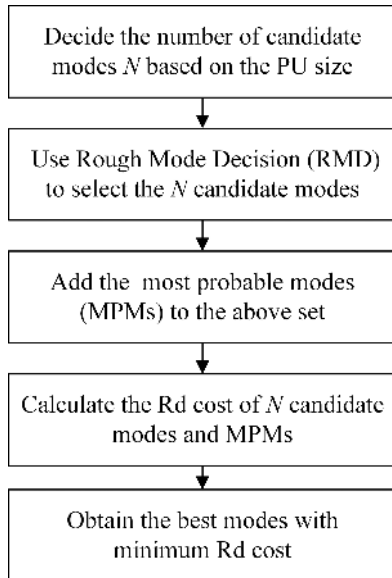 Decide the number of candidate
modes N based on the PU size
Use Rough Mode Decision (RMD)
to select the N candidate modes
Add the most probable modes
(MPMs) to the above set
Calculate the Rd cost of N candidate
modes and MPMs
Obtain the best modes with
minimum Rd cost